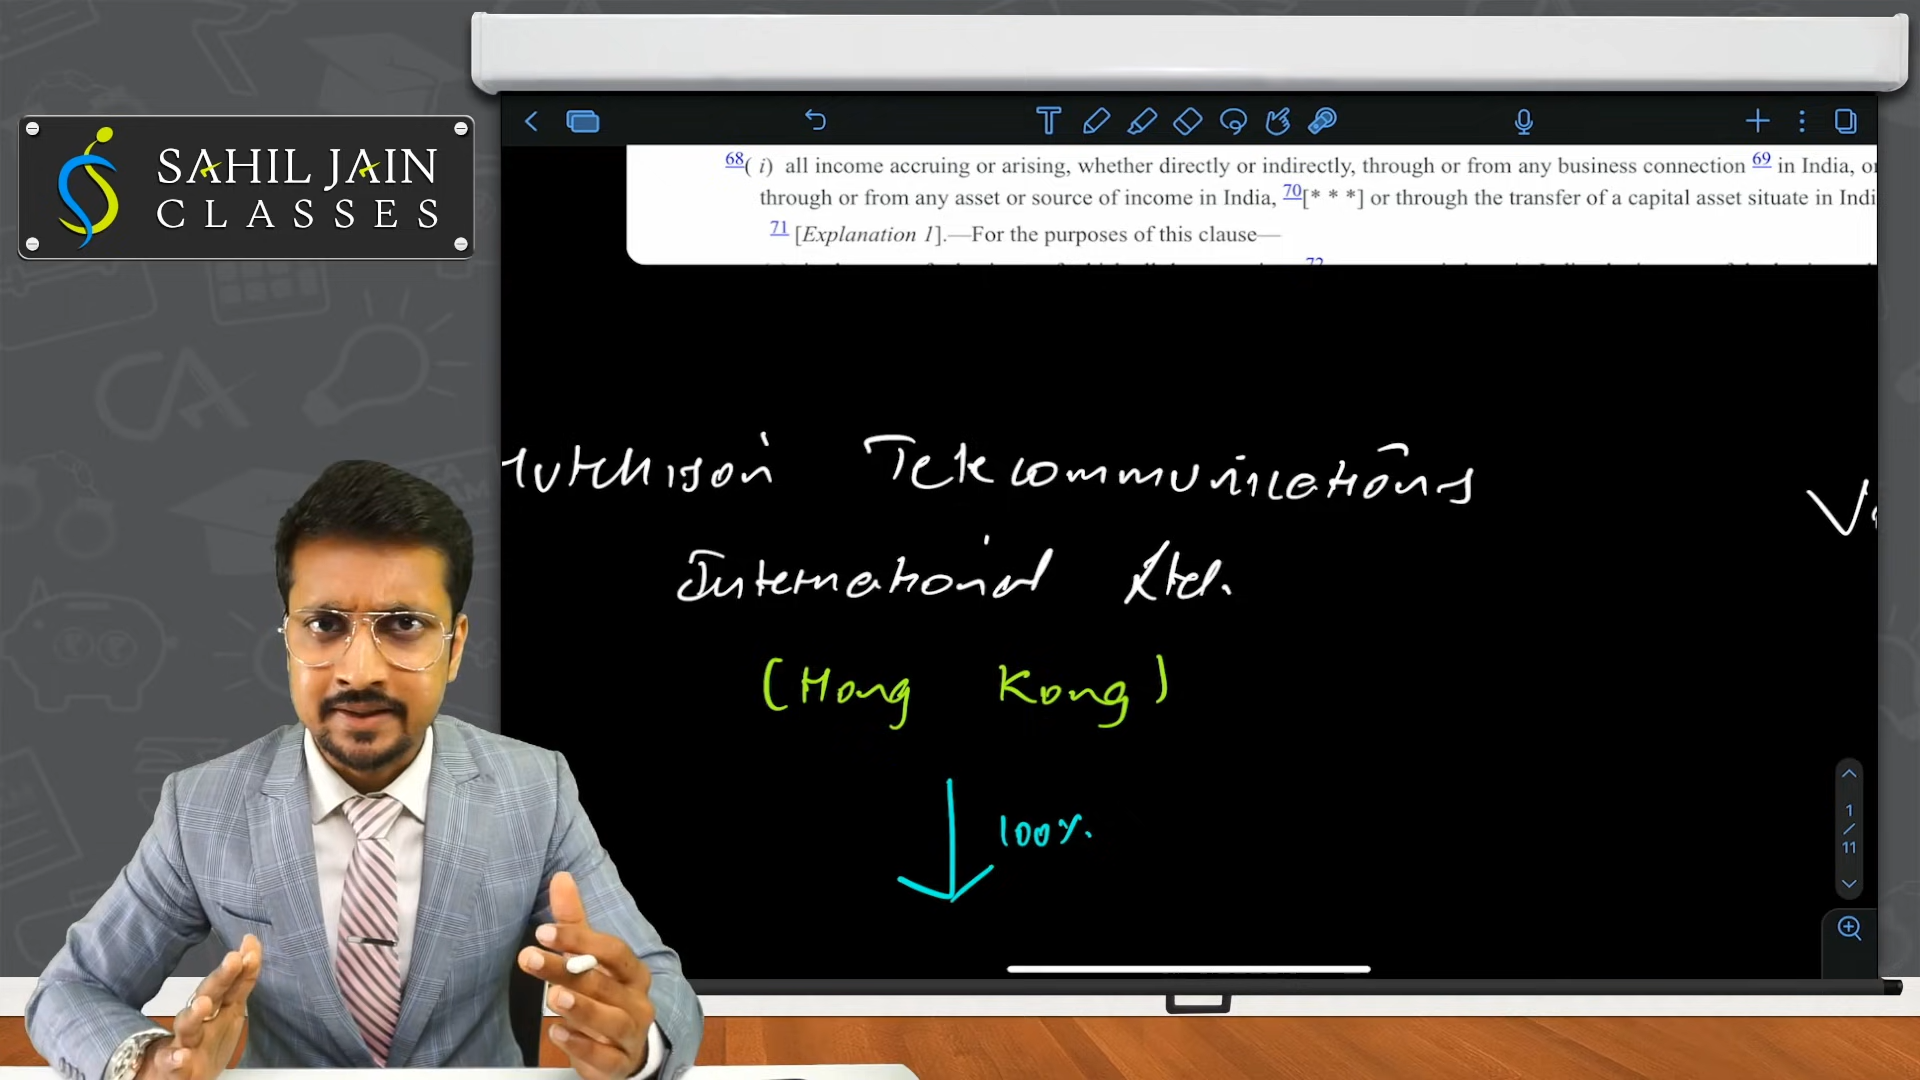 SAHIL JAIN
CLASSES
68( i) all income accruing or arising, whether directly or indirectly, through or from any business connection 69 in India, or
through or from any asset or source of income in India, 70[* * *] or through the transfer of a capital asset situate in Indi
71 [Explanation 1].—For the purposes of this clause—
72
Hutchison Telecommunications
International Ltd.
(Hong Kong)
100%.
1
/
11